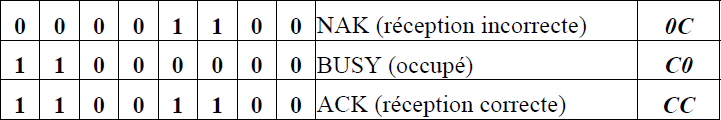 0 0 0 0 1 1 0 0 NAK (réception incorrecte) 0C
1 1 0 0 0 0 0 0 BUSY (occupé) C0
1 1 0 0 1 1 0 0 ACK (réception correcte) CC